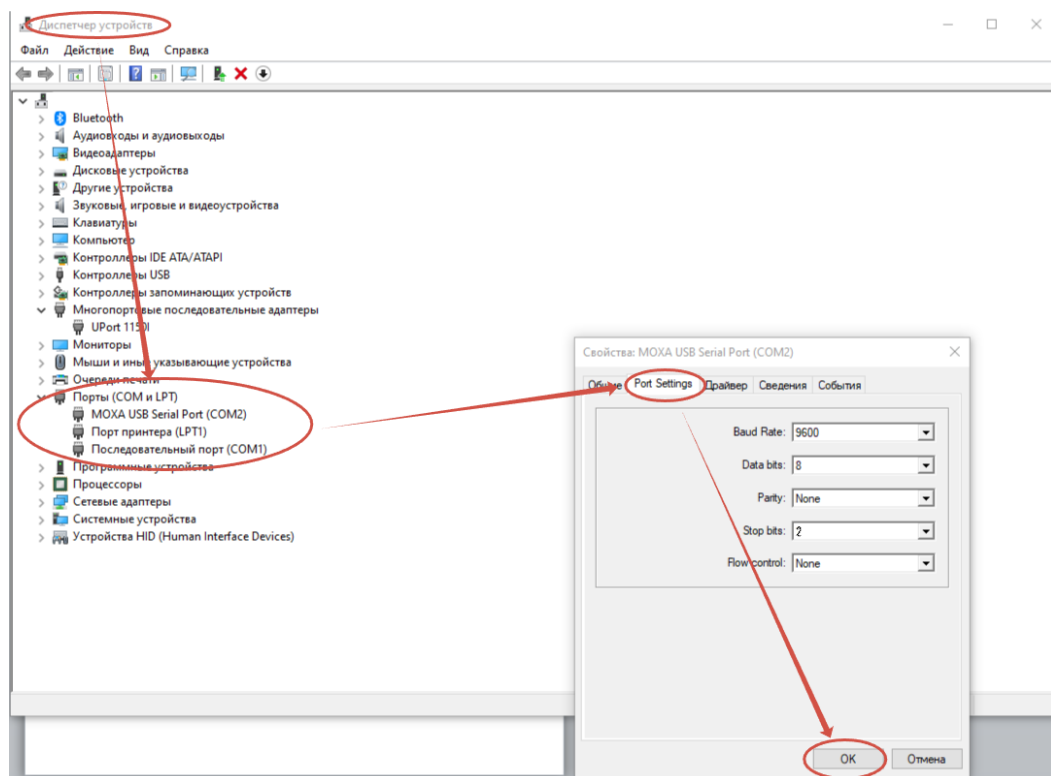 Диспетчер устройств
Файл Действие Вид Справка
Bluetooth
Аудиовходы и аудиовыходы
Видеоадаптеры
Дисковые устройства
Другие устройства
Звуковые, игровые и видеоустройства
Клавиатуры
Компьютер
Контроллеры IDE ATA/ATAPI
Контроллеры USB
Контроллеры запоминающих устройств
Многопортовые последовательные адаптеры
UPort 1150I
Мониторы
Мыши и иные указывающие устройства
Очереди печати
Порты (COM и LPT)
MOXA USB Serial Port (COM2)
Порт принтера (LPT1)
Последовательный порт (COM1)
Программные устройства
Процессоры
Сетевые адаптеры
Системные устройства
Устройства HID (Human Interface Devices)
Свойства: MOXA USB Serial Port (COM2)
Общие Port Settings Драйвер Сведения События
Baud Rate: 9600
Data bits: 8
Parity: None
Stop bits: 2
Flow control: None
OK Отмена